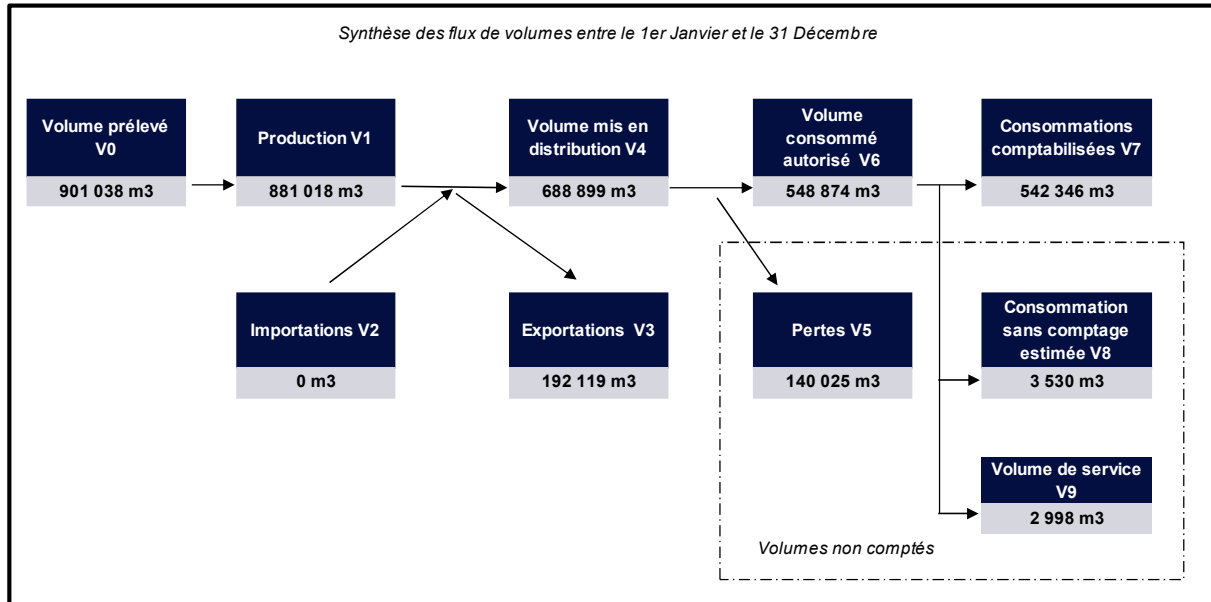 Synthèse des flux de volumes entre le 1er Janvier et le 31 Décembre
Volume prélevé
V0
901 038 m3
Production V1
881 018 m3
Volume mis en
distribution V4
688 899 m3
Volume
consommé
autorisé V6
548 874 m3
Consommations
comptabilisées V7
542 346 m3
Importations V2
0 m3
Exportations V3
192 119 m3
Pertes V5
140 025 m3
Consommation
sans comptage
estimée V8
3 530 m3
Volume de service
V9
2 998 m3
Volumes non comptés